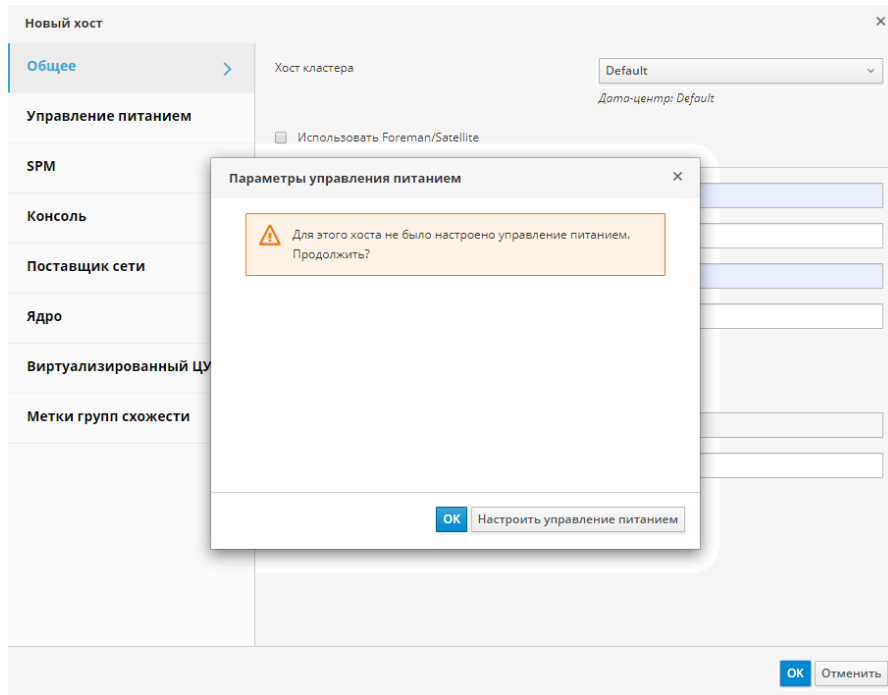 Новый хост
Общее
Хост кластера
Default
Дата-центр: Default
Управление питанием
Использовать Foreman/Satellite
SPM
Параметры управления питанием
Консоль
Для этого хоста не было настроено управление питанием.
Продолжить?
Поставщик сети
Ядро
Виртуализированный ЦУ
Метки групп схожести
ОК
Настроить управление питанием
ОК
Отменить